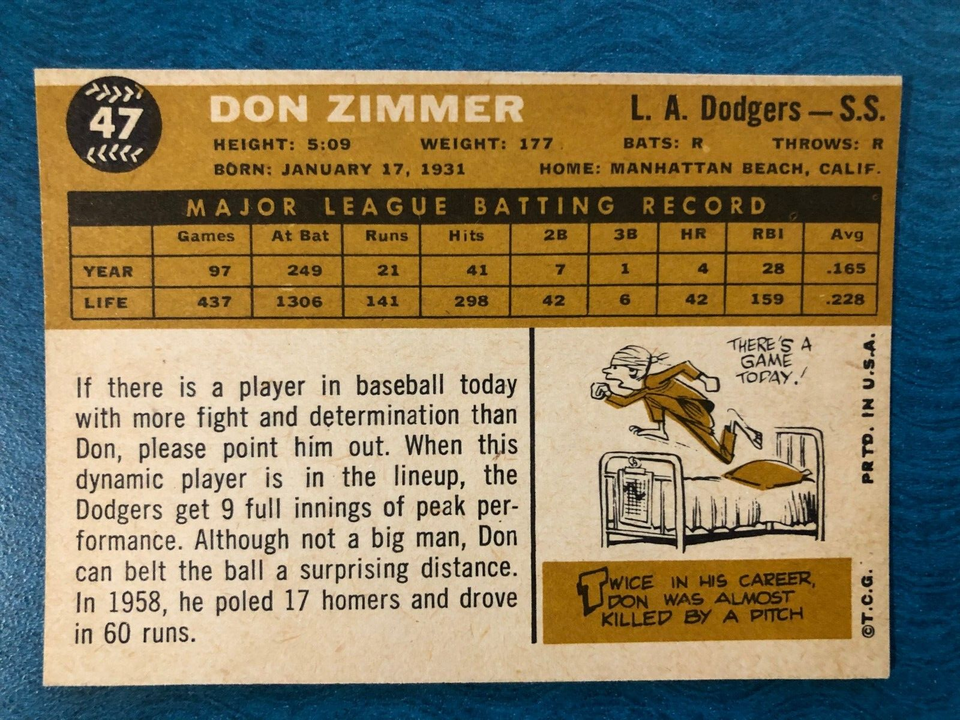 47
DON ZIMMER
L. A. Dodgers — S.S.
HEIGHT: 5:09 WEIGHT: 177 BATS: R THROWS: R
BORN: JANUARY 17, 1931 HOME: MANHATTAN BEACH, CALIF.
MAJOR LEAGUE BATTING RECORD
Games At Bat Runs Hits 2B 3B HR RBI Avg
YEAR 97 249 21 41 7 1 4 28 .165
LIFE 437 1306 141 298 42 6 42 159 .228
If there is a player in baseball today
with more fight and determination than
Don, please point him out. When this
dynamic player is in the lineup, the
Dodgers get 9 full innings of peak per-
formance. Although not a big man, Don
can belt the ball a surprising distance.
In 1958, he poled 17 homers and drove
in 60 runs.
THERE'S A
GAME
TODAY!
TWICE IN HIS CAREER,
DON WAS ALMOST
KILLED BY A PITCH
©T.C.G. PRTD. IN U.S.A.